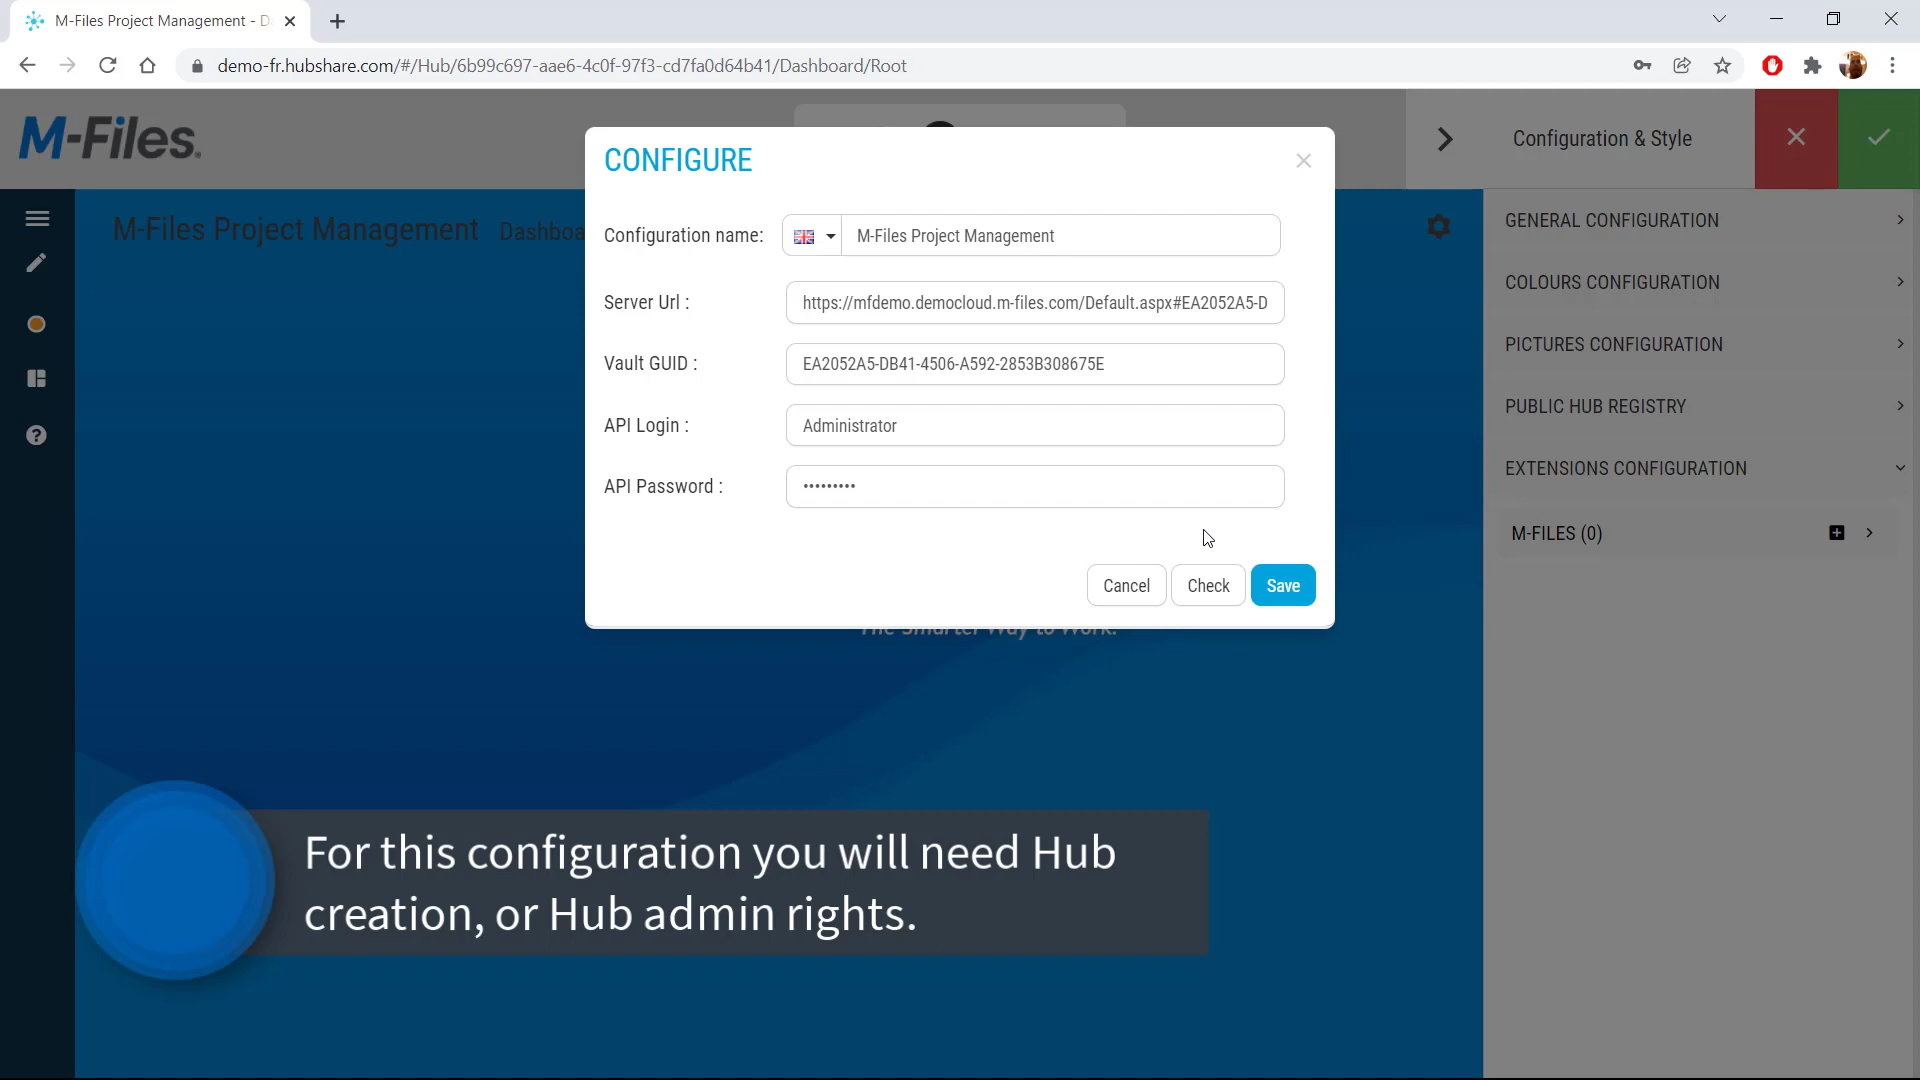 M-Files Project Management - D
demo-fr.hubshare.com/#/Hub/6b99c697-aae6-4c0f-97f3-cd7fa0d64b41/Dashboard/Root
M-Files.
Configuration & Style
CONFIGURE
Configuration name:
M-Files Project Management
Server Url :
https://mfdemo.democloud.m-files.com/Default.aspx#EA2052A5-D
Vault GUID :
EA2052A5-DB41-4506-A592-2853B308675E
API Login :
Administrator
API Password :
•••••••••
Cancel
Check
Save
M-Files Project Management
Dashboa
The Smarter Way to Work.
GENERAL CONFIGURATION
COLOURS CONFIGURATION
PICTURES CONFIGURATION
PUBLIC HUB REGISTRY
EXTENSIONS CONFIGURATION
M-FILES (0)
For this configuration you will need Hub
creation, or Hub admin rights.